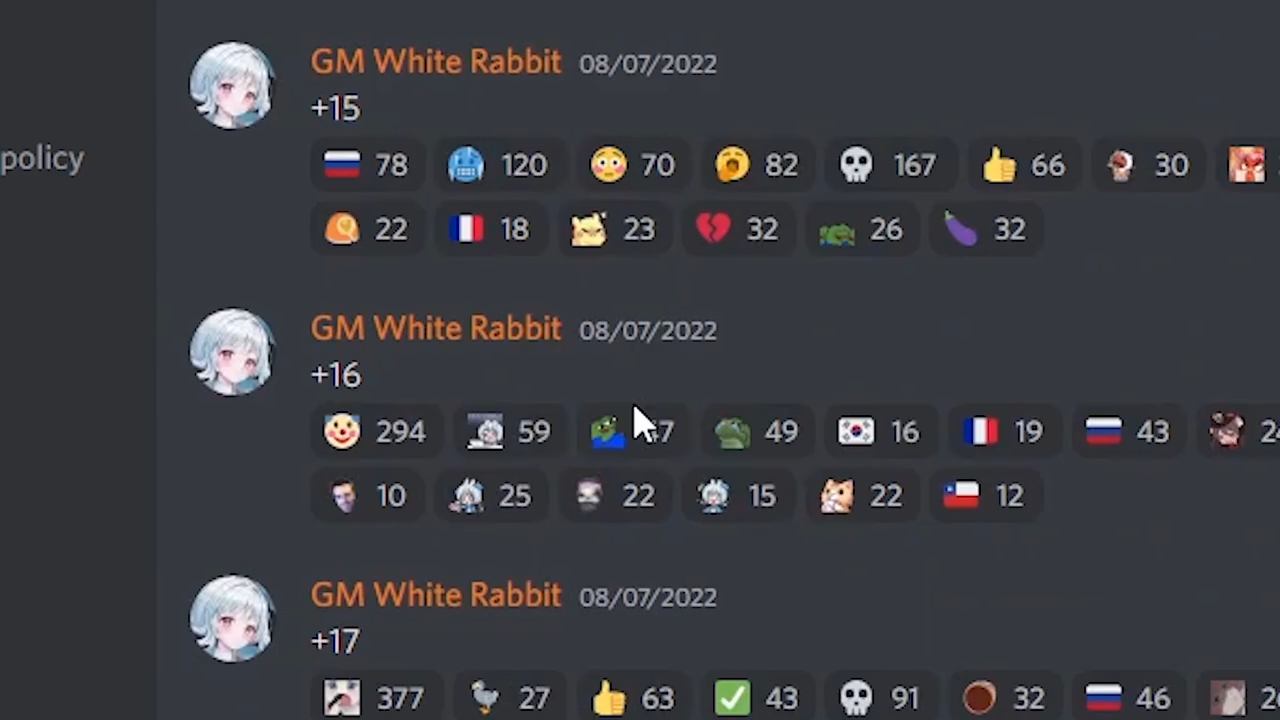 policy
GM White Rabbit 08/07/2022
+15
78 120 70 82 167 66 30
22 18 23 32 26 32
GM White Rabbit 08/07/2022
+16
294 59 49 16 19 43
10 25 22 15 22 12
GM White Rabbit 08/07/2022
+17
377 27 63 43 91 32 46